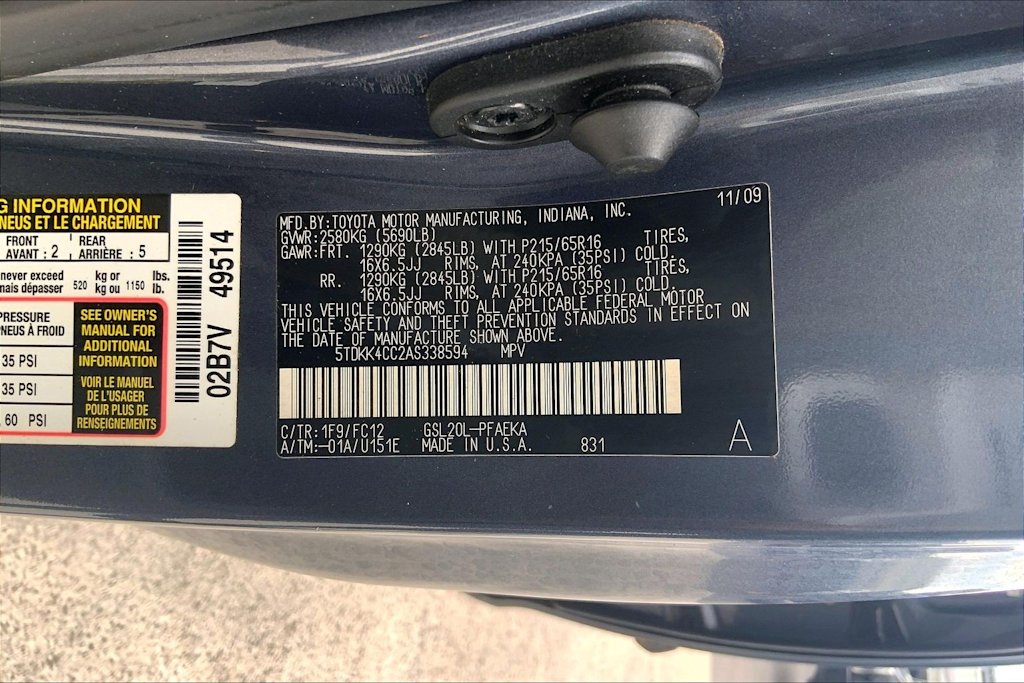 G INFORMATION
NEUS ET LE CHARGEMENT
FRONT
AVANT : 2
REAR
ARRIÈRE : 5
never exceed
mais dépasser
520
kg or
kg ou
1150
lbs.
lb.
PRESSURE
PNEUS À FROID
35 PSI
35 PSI
60 PSI
SEE OWNER'S
MANUAL FOR
ADDITIONAL
INFORMATION
VOIR LE MANUEL
DE L'USAGER
POUR PLUS DE
RENSEIGNEMENTS
02B7V 49514
11/09
MFD.BY:TOYOTA MOTOR MANUFACTURING, INDIANA, INC.
GVWR:2580KG (5690LB)
GAWR:FRT. 1290KG (2845LB) WITH P215/65R16 TIRES,
16X6.5JJ RIMS, AT 240KPA (35PSI) COLD.
RR. 1290KG (2845LB) WITH P215/65R16 TIRES,
16X6.5JJ RIMS, AT 240KPA (35PSI) COLD.
THIS VEHICLE CONFORMS TO ALL APPLICABLE FEDERAL MOTOR
VEHICLE SAFETY AND THEFT PREVENTION STANDARDS IN EFFECT ON
THE DATE OF MANUFACTURE SHOWN ABOVE.
5TDKK4CC2AS338594 MPV
C/TR:1F9/FC12 GSL20L-PFAEKA
A/TM:-01A/U151E MADE IN U.S.A. 831
A